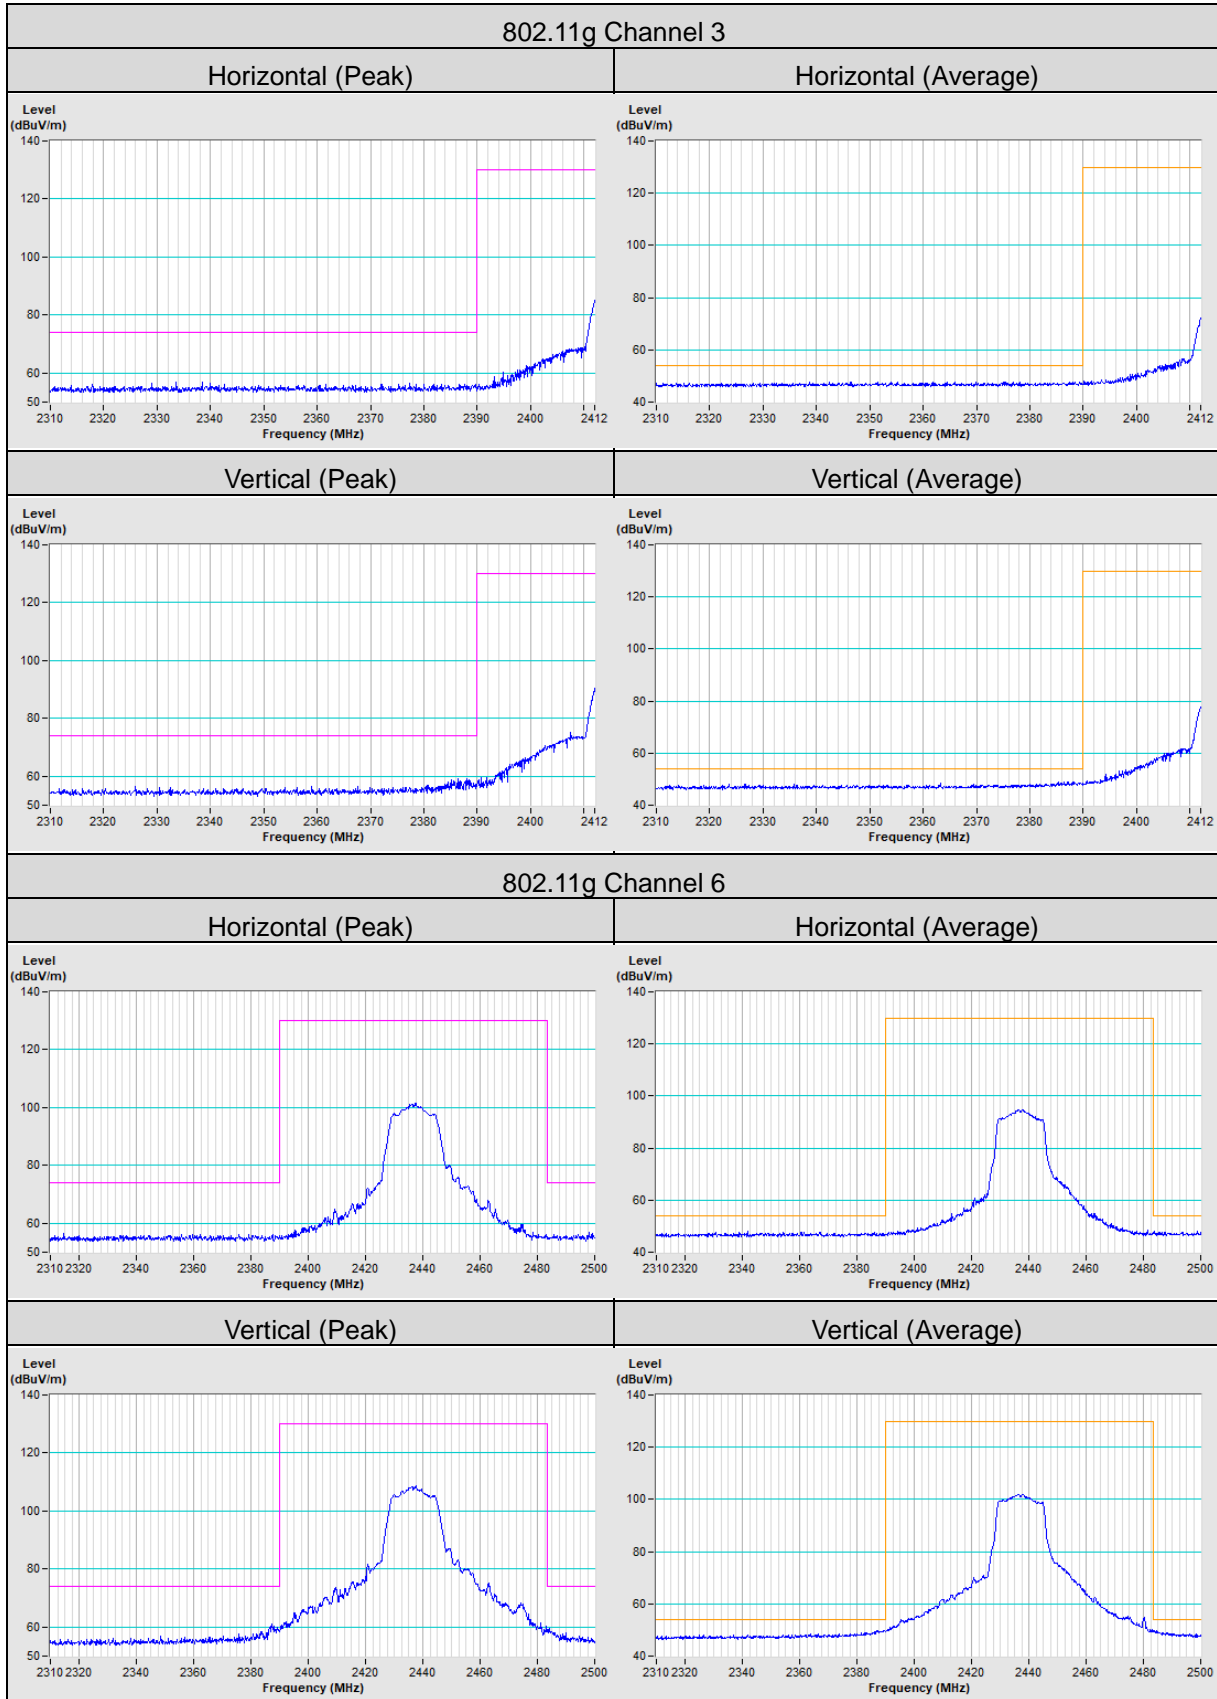 802.11g Channel 3
Horizontal (Peak)
Horizontal (Average)
Level
(dBuV/m)
140
120
100
80
60
50
2310 2320 2330 2340 2350 2360 2370 2380 2390 2400 2412
Frequency (MHz)
Level
(dBuV/m)
140
120
100
80
60
40
2310 2320 2330 2340 2350 2360 2370 2380 2390 2400 2412
Frequency (MHz)
Vertical (Peak)
Vertical (Average)
Level
(dBuV/m)
140
120
100
80
60
50
2310 2320 2330 2340 2350 2360 2370 2380 2390 2400 2412
Frequency (MHz)
Level
(dBuV/m)
140
120
100
80
60
40
2310 2320 2330 2340 2350 2360 2370 2380 2390 2400 2412
Frequency (MHz)
802.11g Channel 6
Horizontal (Peak)
Horizontal (Average)
Level
(dBuV/m)
140
120
100
80
60
50
2310 2320 2340 2360 2380 2400 2420 2440 2460 2480 2500
Frequency (MHz)
Level
(dBuV/m)
140
120
100
80
60
40
2310 2320 2340 2360 2380 2400 2420 2440 2460 2480 2500
Frequency (MHz)
Vertical (Peak)
Vertical (Average)
Level
(dBuV/m)
140
120
100
80
60
50
2310 2320 2340 2360 2380 2400 2420 2440 2460 2480 2500
Frequency (MHz)
Level
(dBuV/m)
140
120
100
80
60
40
2310 2320 2340 2360 2380 2400 2420 2440 2460 2480 2500
Frequency (MHz)